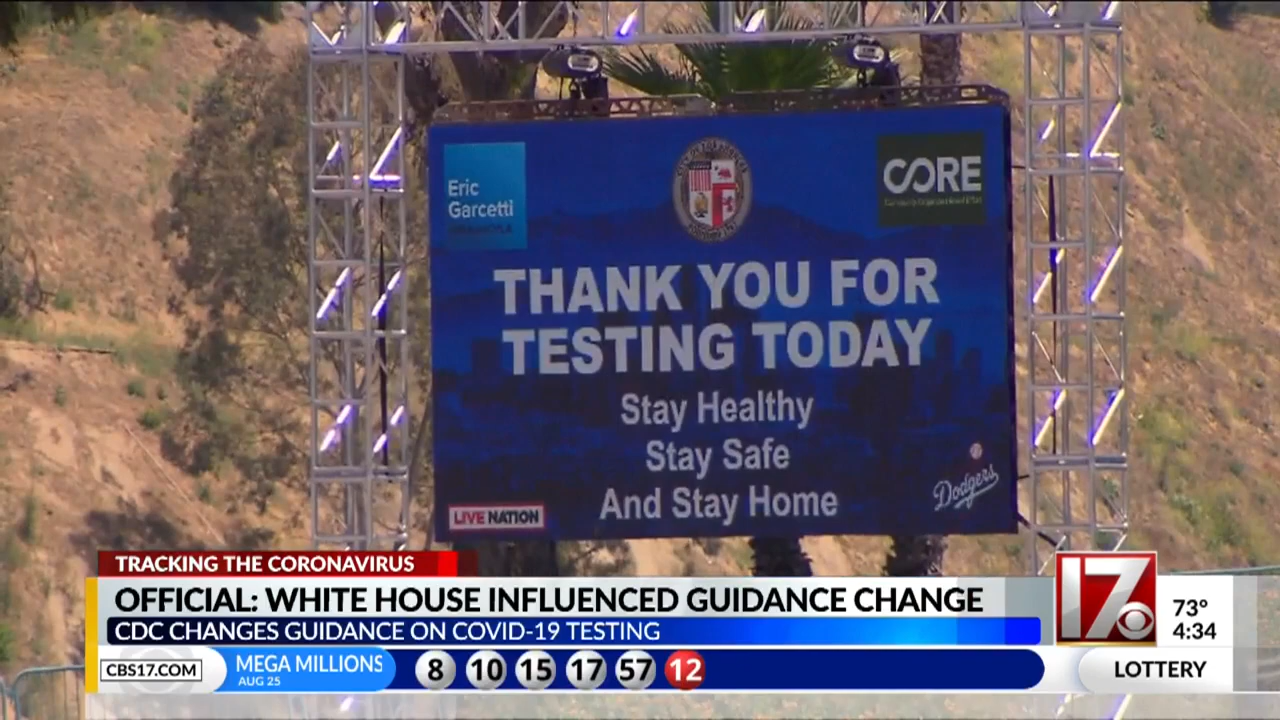 Eric
Garcetti
CORE
THANK YOU FOR
TESTING TODAY
Stay Healthy
Stay Safe
And Stay Home
LIVE NATION
Dodgers
TRACKING THE CORONAVIRUS
OFFICIAL: WHITE HOUSE INFLUENCED GUIDANCE CHANGE
CDC CHANGES GUIDANCE ON COVID-19 TESTING
17
73°
4:34
CBS17.COM
MEGA MILLIONS
AUG 25
8 10 15 17 57 12
LOTTERY